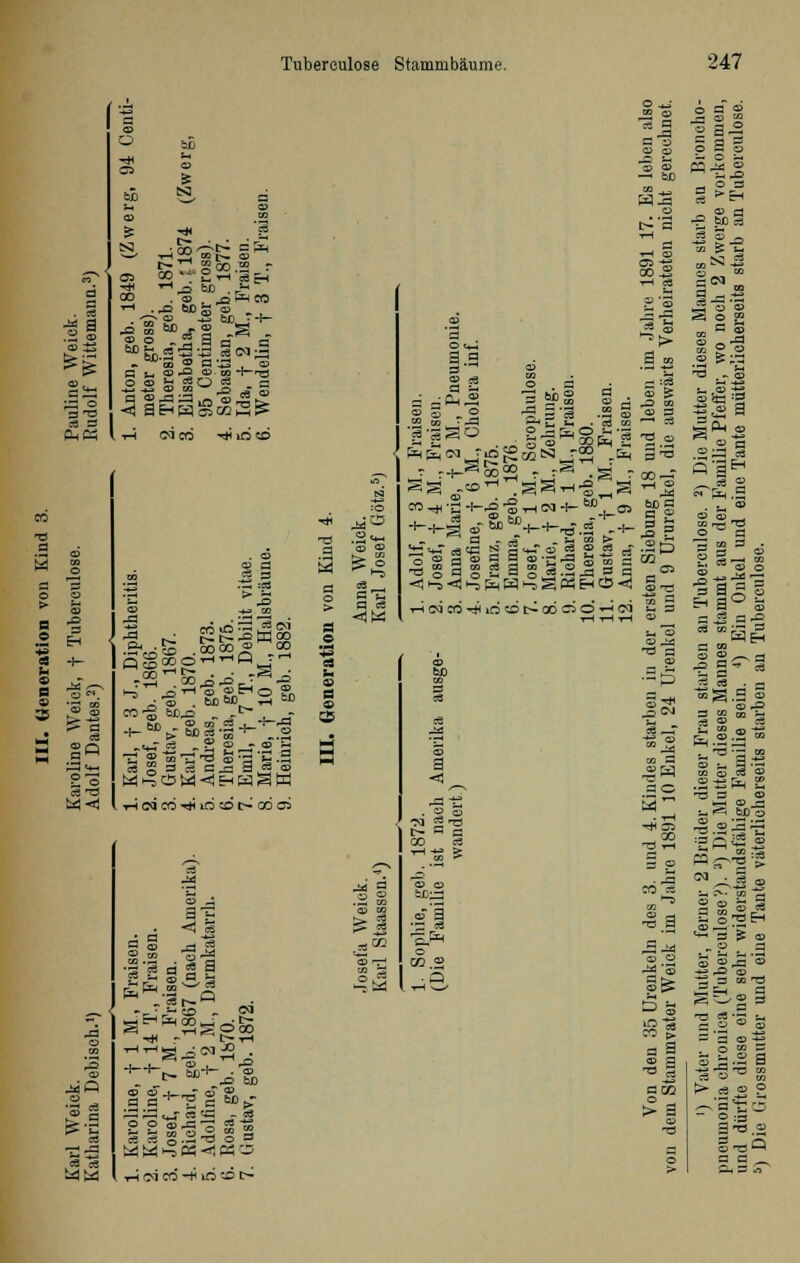 Tuberculose Stammbäume. 247
III. Generation von Kind 3.
Karl Weick.
Katharina Debisch.¹)
1. Karoline, † 1 M., Fraisen.
2. Karoline, † 14 T., Fraisen.
3. Josef, † 7 M., Fraisen.
4. Richard, geb. 1867 (nach Amerika).
5. Adolfine, † 2 M., Darmkatarrh.
6. Rosa, geb. 1870.
7. Gustav, geb. 1872.
Karoline Weick, † Tuberculose.
Adolf Dantes.²)
1. Karl, † 3 J., Diphtheritis.
2. Josef, geb. 1866.
3. Gustav, geb. 1867.
4. Karl, geb. 1870.
5. Andreas, geb. 1873.
6. Theresia, geb. 1875.
7. Emil, † 7 T., Debilit vitae.
8. Marie, † 10 M., Halsbräune.
9. Heinrich, geb. 1882.
Pauline Weick.
Rudolf Wittemann.³)
1. Anton, geb. 1849 (Zwerg, 94 Centi-
meter gross).
2. Theresia, geb. 1871.
3. Elisabetha, geb. 1874 (Zwerg,
95 Centimeter gross).
4. Sebastian, geb. 1877.
5. Ida, † 2 M., Fraisen.
6. Wendelin, † 3 T., Fraisen.
III. Generation von Kind 4.
Josefa Weick.
Karl Staassen.⁴)
1. Sophie, geb. 1872.
(Die Familie ist nach Amerika ausge-
wandert.)
Anna Weick.
Karl Josef Götz.⁵)
1. Adolf, † 3 M., Fraisen.
2. Josef, † 4 M., Fraisen.
3. Anna Marie, † 2 M., Pneumonie.
4. Josefine, † 6 M., Cholera inf.
5. Franz, geb. 1875.
6. Emma, geb. 1876.
7. Josef, † 1 M., Scrophulose.
8. Marie, † 2 M., Zehrung.
9. Richard, † 1 M., Fraisen.
10. Theresia, geb. 1880.
11. Gustav, † 1 M., Fraisen.
12. Anna, † 9 M., Fraisen.
Von den 35 Urenkeln des 3. und 4. Kindes starben in der ersten Siebung 18 und leben im Jahre 1891 17. Es leben also
von dem Stammvater Weick im Jahre 1891 10 Enkel, 24 Urenkel und 9 Ururenkel, die auswärts Verheirateten nicht gerechnet.
¹) Vater und Mutter, ferner 2 Brüder dieser Frau starben an Tuberculose. ²) Die Mutter dieses Mannes starb an Broncho-
pneumonia chronica (Tuberculose?). ³) Die Mutter dieses Mannes stammt aus der Familie Pfeffer, wo noch 2 Zwerge vorkommen,
und dürfte diese eine sehr widerstandsfähige Familie sein. ⁴) Ein Onkel und eine Tante mütterlicherseits starb an Tuberculose.
⁵) Die Grossmutter und eine Tante väterlicherseits starben an Tuberculose.